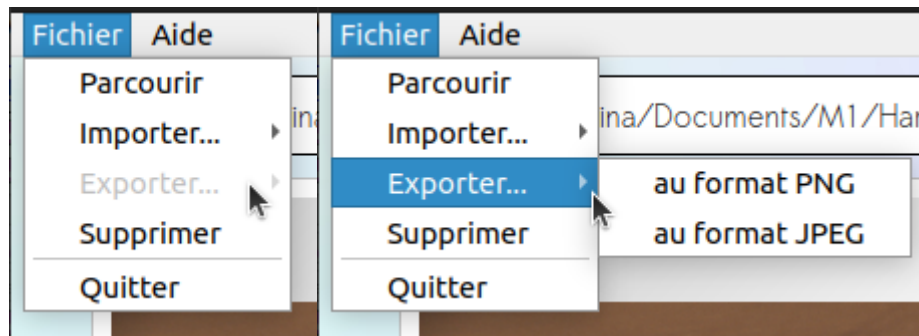 Fichier Aide
Parcourir
Importer...
Exporter...
Supprimer
Quitter
Fichier Aide
Parcourir
Importer...
ina/Documents/M1/Har
Exporter...
au format PNG
Supprimer
au format JPEG
Quitter